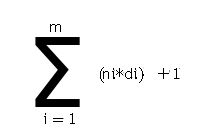 m
∑ (ni*di) +1
i = 1